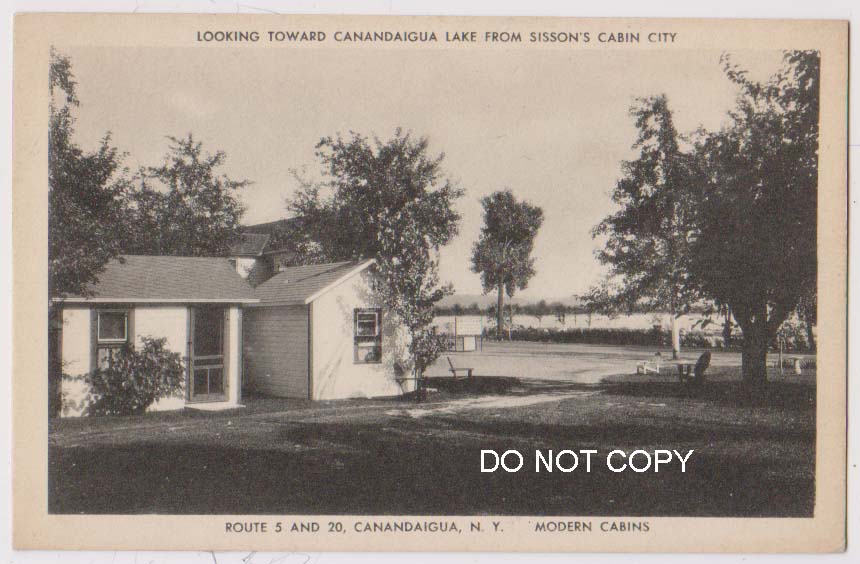 LOOKING TOWARD CANANDAIGUA LAKE FROM SISSON'S CABIN CITY
DO NOT COPY
ROUTE 5 AND 20, CANANDAIGUA, N. Y. MODERN CABINS